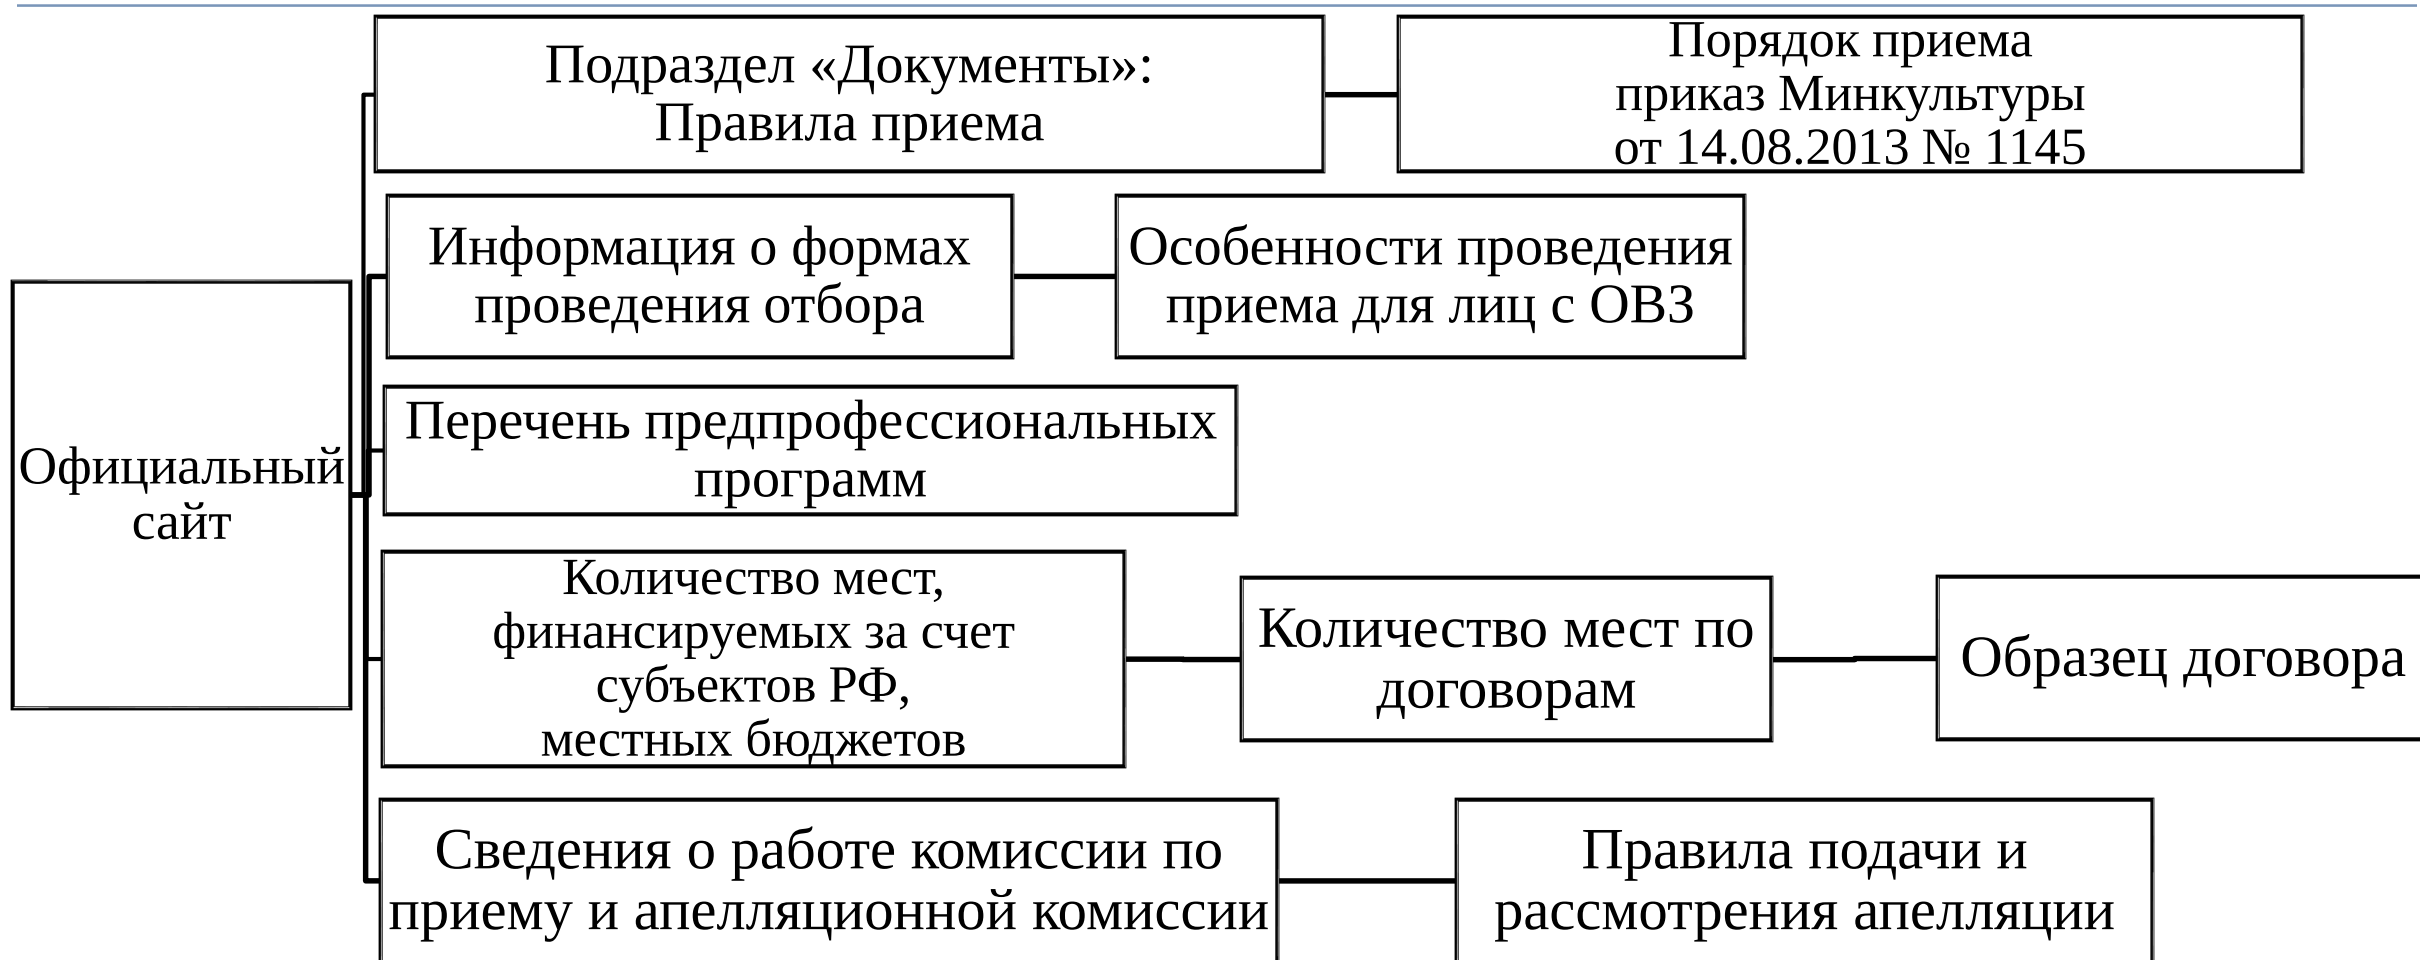 Подраздел «Документы»:
Правила приема
Порядок приема
приказ Минкультуры
от 14.08.2013 № 1145
Информация о формах
проведения отбора
Особенности проведения
приема для лиц с ОВЗ
Официальный
сайт
Перечень предпрофессиональных
программ
Количество мест,
финансируемых за счет
субъектов РФ,
местных бюджетов
Количество мест по
договорам
Образец договора
Сведения о работе комиссии по
приему и апелляционной комиссии
Правила подачи и
рассмотрения апелляции